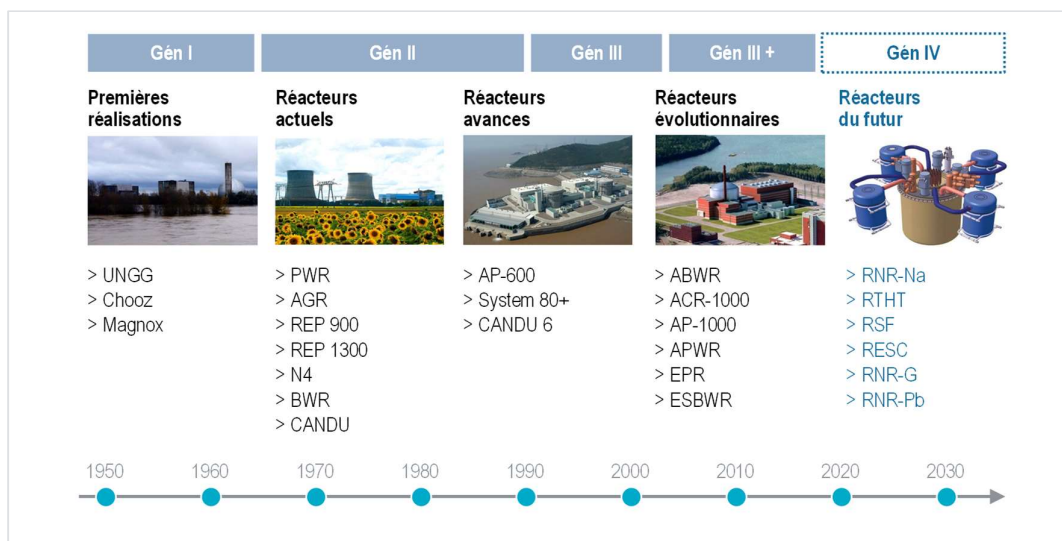 Gén I
Gén II
Gén III
Gén III +
Gén IV
Premières
réalisations
Réacteurs
actuels
Réacteurs
avances
Réacteurs
évolutionnaires
Réacteurs
du futur
> UNGG
> Chooz
> Magnox
> PWR
> AGR
> REP 900
> REP 1300
> N4
> BWR
> CANDU
> AP-600
> System 80+
> CANDU 6
> ABWR
> ACR-1000
> AP-1000
> APWR
> EPR
> ESBWR
> RNR-Na
> RTHT
> RSF
> RESC
> RNR-G
> RNR-Pb
1950 1960 1970 1980 1990 2000 2010 2020 2030